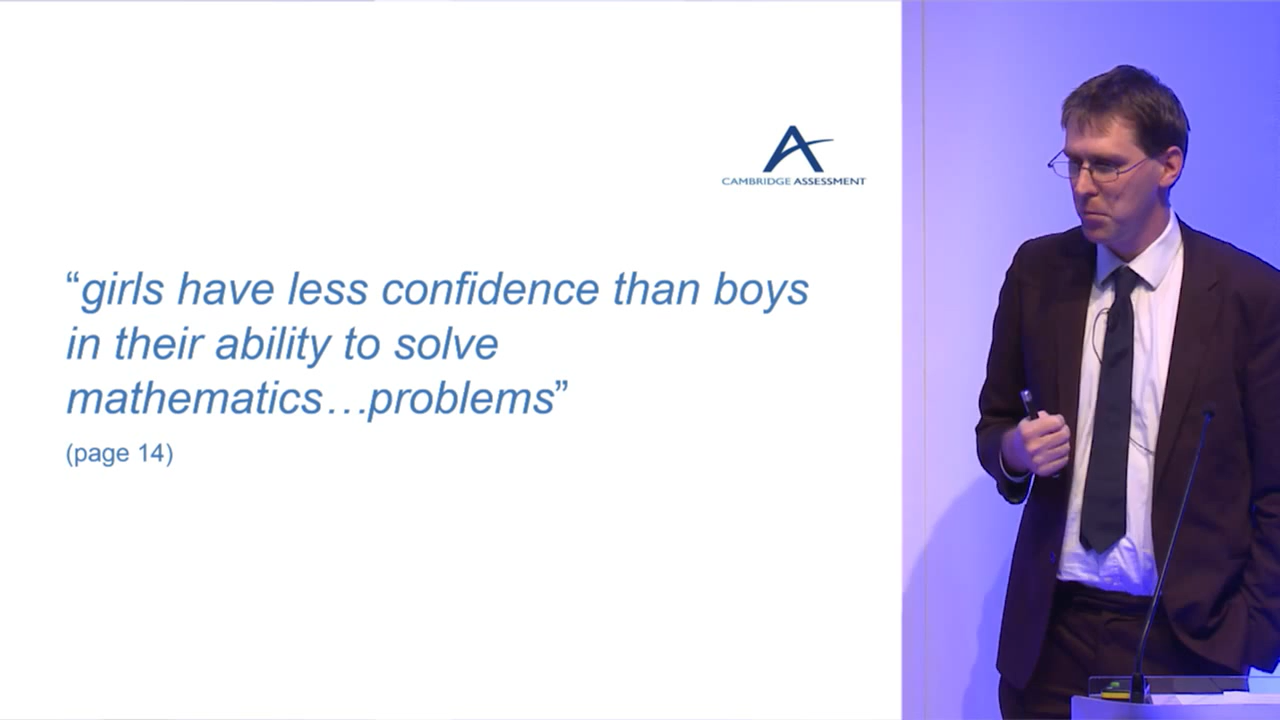 CAMBRIDGE ASSESSMENT
“girls have less confidence than boys
in their ability to solve
mathematics…problems”
(page 14)